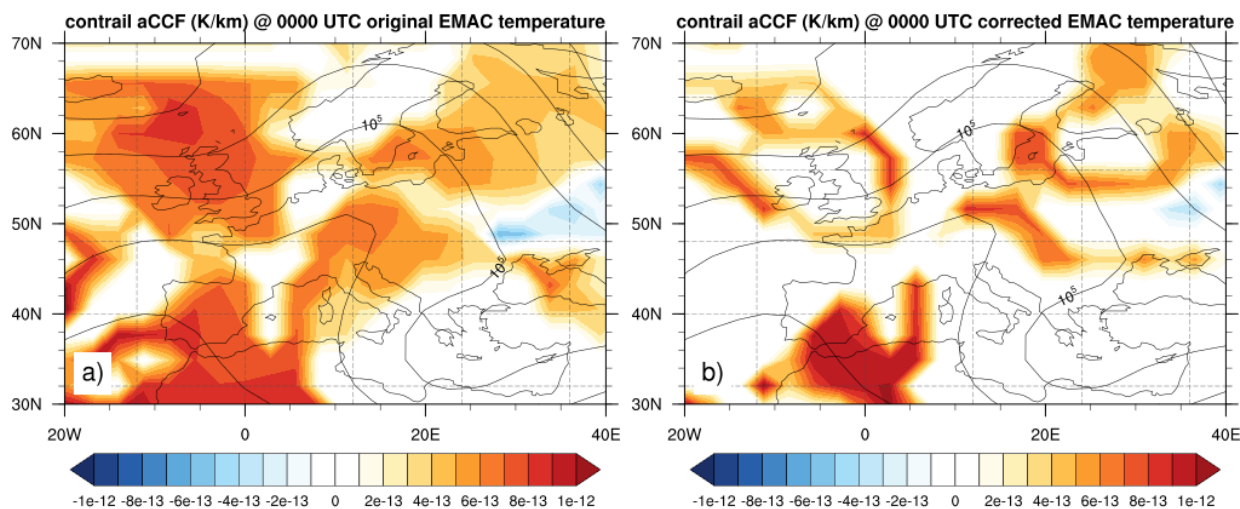 contrail aCCF (K/km) @ 0000 UTC original EMAC temperature
70N
60N
50N
40N
30N
10⁵
10⁵
a)
20W 0 20E 40E
-1e-12 -8e-13 -6e-13 -4e-13 -2e-13 0 2e-13 4e-13 6e-13 8e-13 1e-12
contrail aCCF (K/km) @ 0000 UTC corrected EMAC temperature
70N
60N
50N
40N
30N
10⁵
10⁵
b)
20W 0 20E 40E
-1e-12 -8e-13 -6e-13 -4e-13 -2e-13 0 2e-13 4e-13 6e-13 8e-13 1e-12